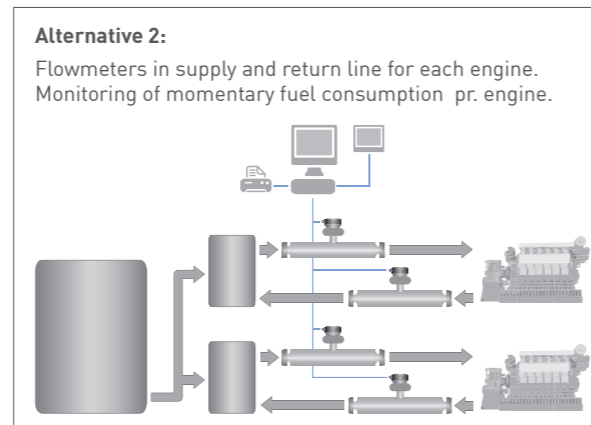 Alternative 2:
Flowmeters in supply and return line for each engine.
Monitoring of momentary fuel consumption pr. engine.